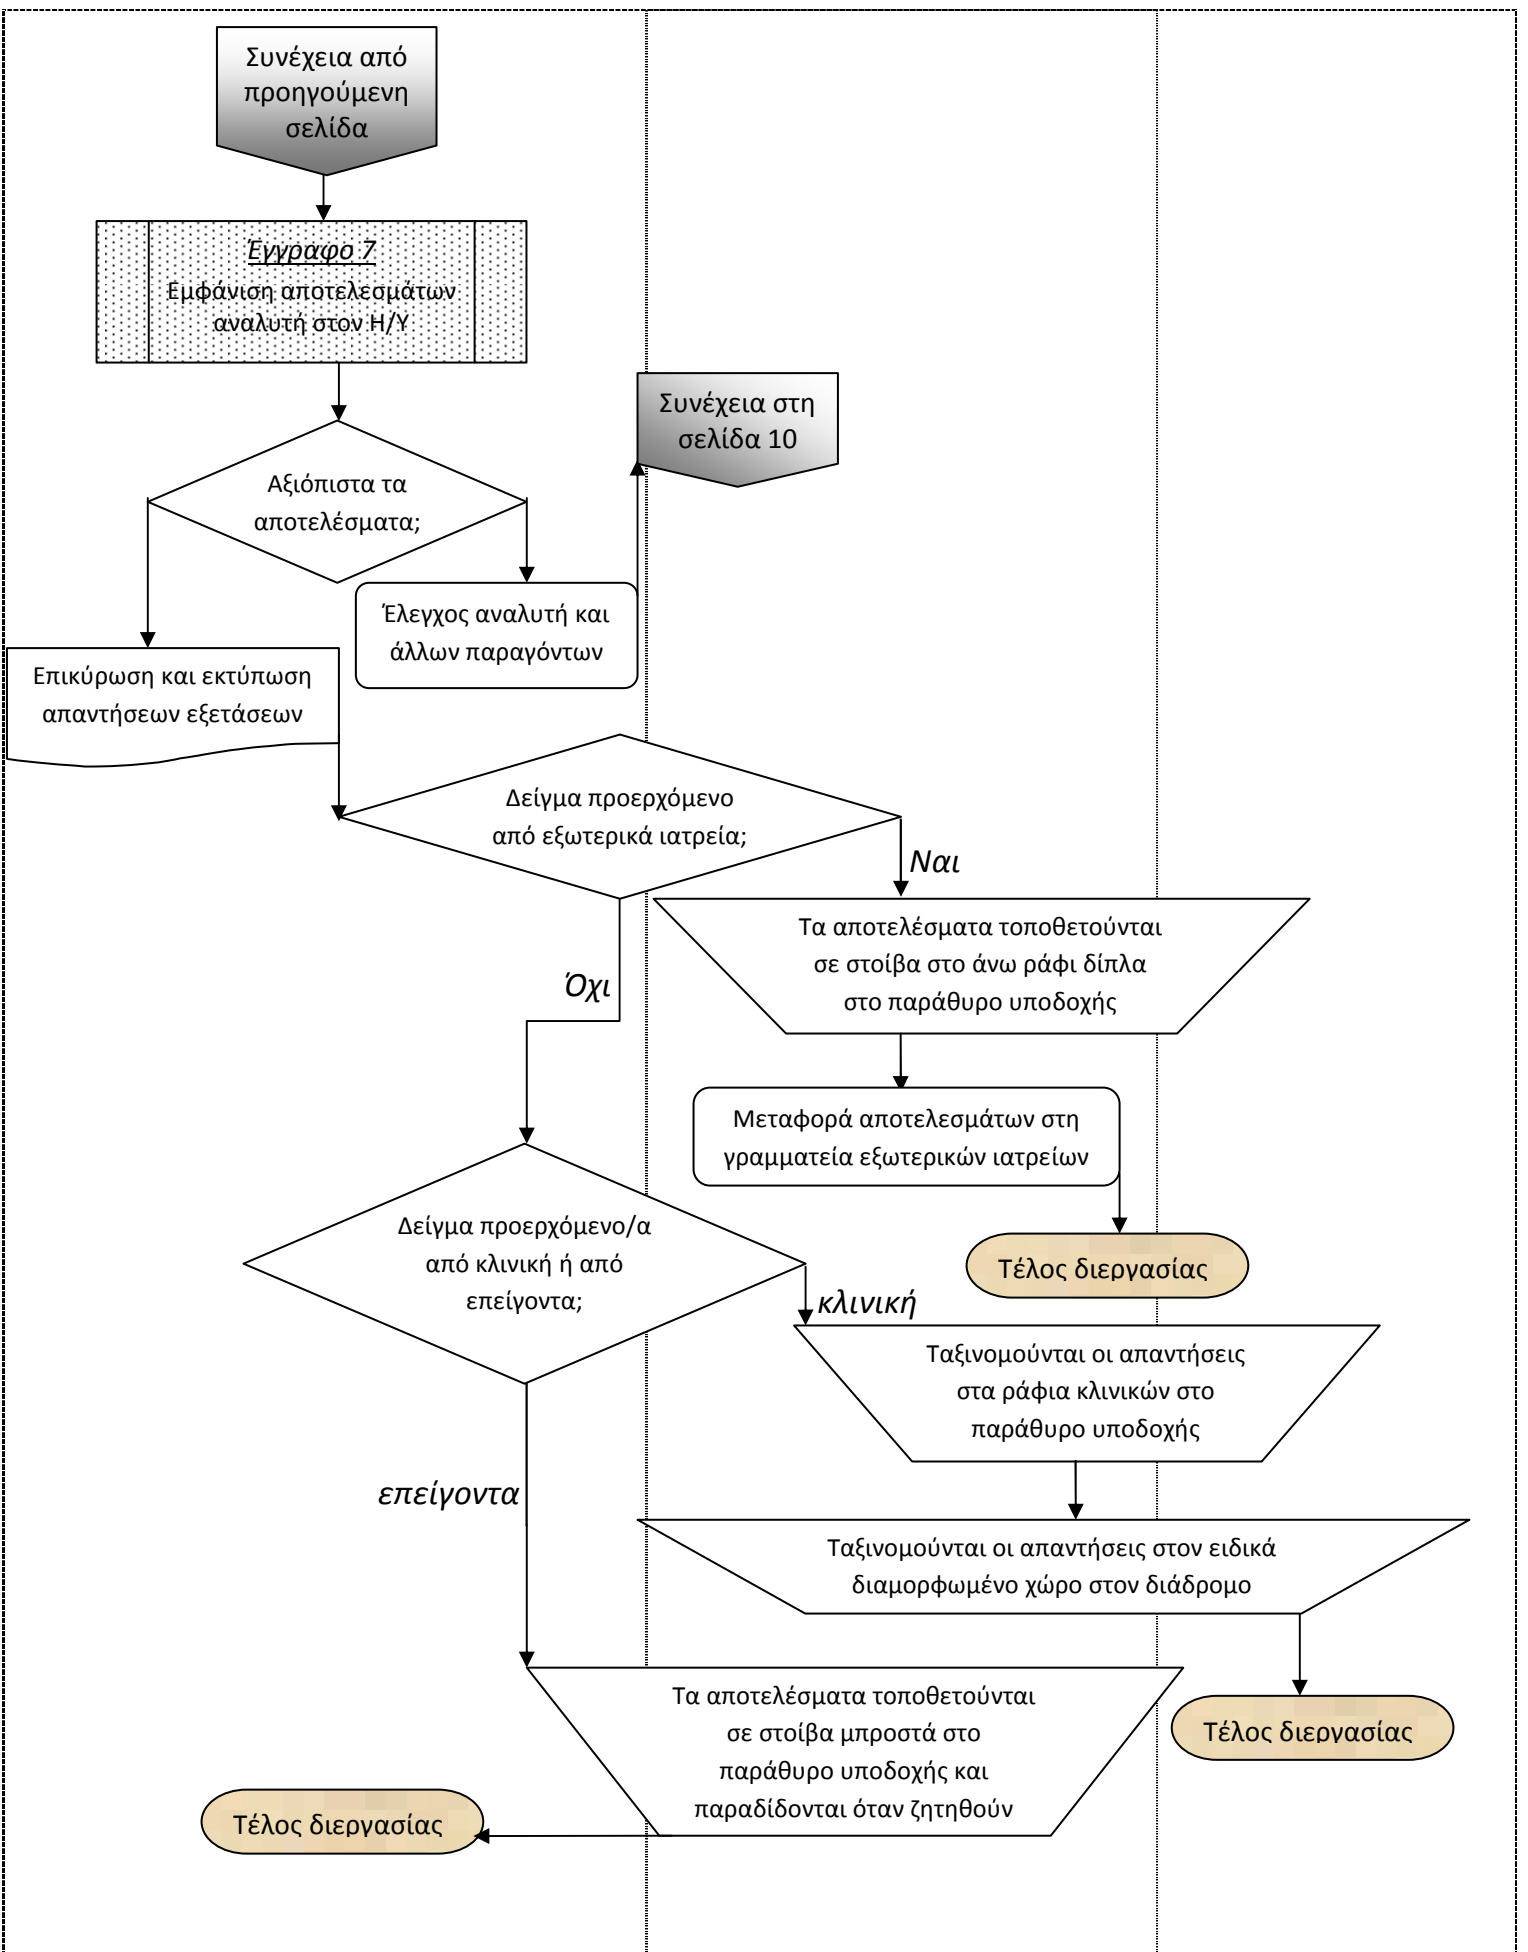 Συνέχεια από
προηγούμενη
σελίδα
Έγγραφο 7
Εμφάνιση αποτελεσμάτων
αναλυτή στον Η/Υ
Συνέχεια στη
σελίδα 10
Αξιόπιστα τα
αποτελέσματα;
Έλεγχος αναλυτή και
άλλων παραγόντων
Επικύρωση και εκτύπωση
απαντήσεων εξετάσεων
Δείγμα προερχόμενο
από εξωτερικά ιατρεία;
Ναι
Τα αποτελέσματα τοποθετούνται
σε στοίβα στο άνω ράφι δίπλα
στο παράθυρο υποδοχής
Όχι
Μεταφορά αποτελεσμάτων στη
γραμματεία εξωτερικών ιατρείων
Δείγμα προερχόμενο/α
από κλινική ή από
επείγοντα;
Τέλος διεργασίας
κλινική
Ταξινομούνται οι απαντήσεις
στα ράφια κλινικών στο
παράθυρο υποδοχής
επείγοντα
Ταξινομούνται οι απαντήσεις στον ειδικά
διαμορφωμένο χώρο στον διάδρομο
Τα αποτελέσματα τοποθετούνται
σε στοίβα μπροστά στο
παράθυρο υποδοχής και
παραδίδονται όταν ζητηθούν
Τέλος διεργασίας
Τέλος διεργασίας